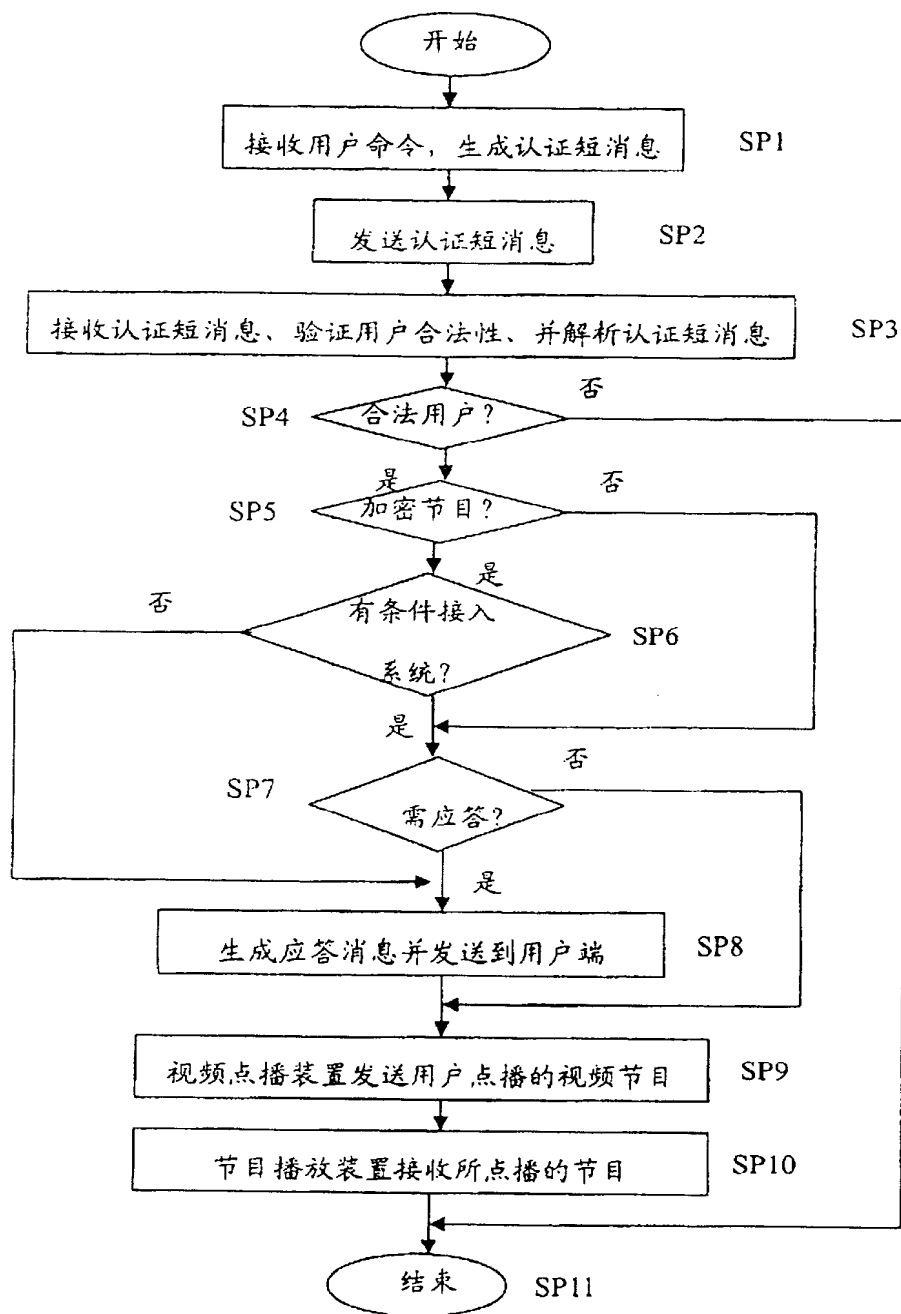 开始
接收用户命令，生成认证短消息
SP1
发送认证短消息
SP2
接收认证短消息、验证用户合法性、并解析认证短消息
SP3
否
SP4
合法用户？
是
否
SP5
加密节目？
是
否
有条件接入
系统？
SP6
是
否
SP7
需应答？
是
生成应答消息并发送到用户端
SP8
视频点播装置发送用户点播的视频节目
SP9
节目播放装置接收所点播的节目
SP10
结束
SP11